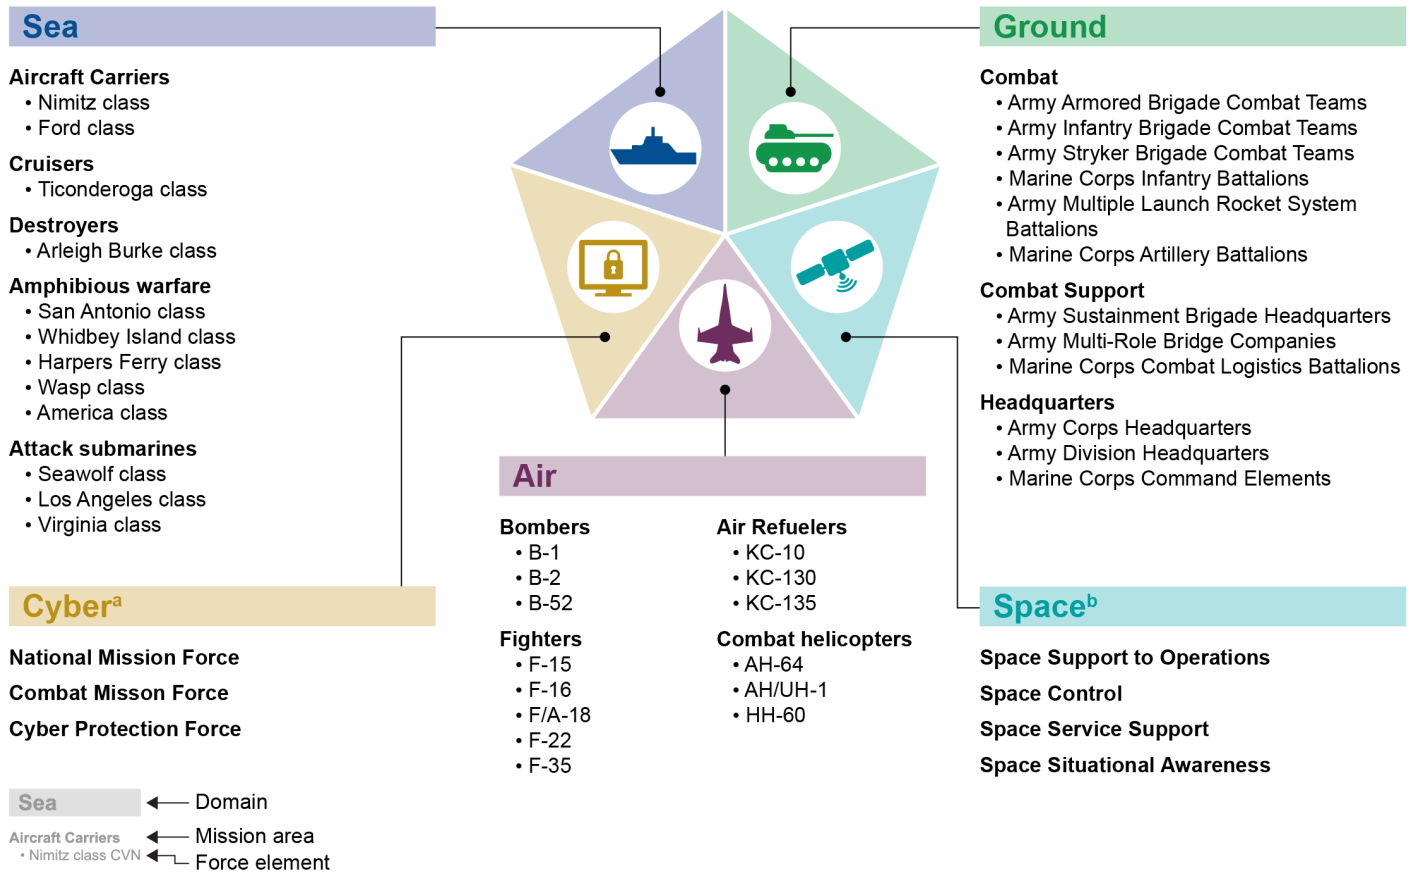 Sea
Aircraft Carriers
• Nimitz class
• Ford class
Cruisers
• Ticonderoga class
Destroyers
• Arleigh Burke class
Amphibious warfare
• San Antonio class
• Whidbey Island class
• Harpers Ferry class
• Wasp class
• America class
Attack submarines
• Seawolf class
• Los Angeles class
• Virginia class
Ground
Combat
• Army Armored Brigade Combat Teams
• Army Infantry Brigade Combat Teams
• Army Stryker Brigade Combat Teams
• Marine Corps Infantry Battalions
• Army Multiple Launch Rocket System
Battalions
• Marine Corps Artillery Battalions
Combat Support
• Army Sustainment Brigade Headquarters
• Army Multi-Role Bridge Companies
• Marine Corps Combat Logistics Battalions
Headquarters
• Army Corps Headquarters
• Army Division Headquarters
• Marine Corps Command Elements
Air
Bombers
• B-1
• B-2
• B-52
Fighters
• F-15
• F-16
• F/A-18
• F-22
• F-35
Air Refuelers
• KC-10
• KC-130
• KC-135
Combat helicopters
• AH-64
• AH/UH-1
• HH-60
Cyberᵃ
National Mission Force
Combat Misson Force
Cyber Protection Force
Spaceᵇ
Space Support to Operations
Space Control
Space Service Support
Space Situational Awareness
Sea
Domain
Aircraft Carriers
Mission area
• Nimitz class CVN
Force element